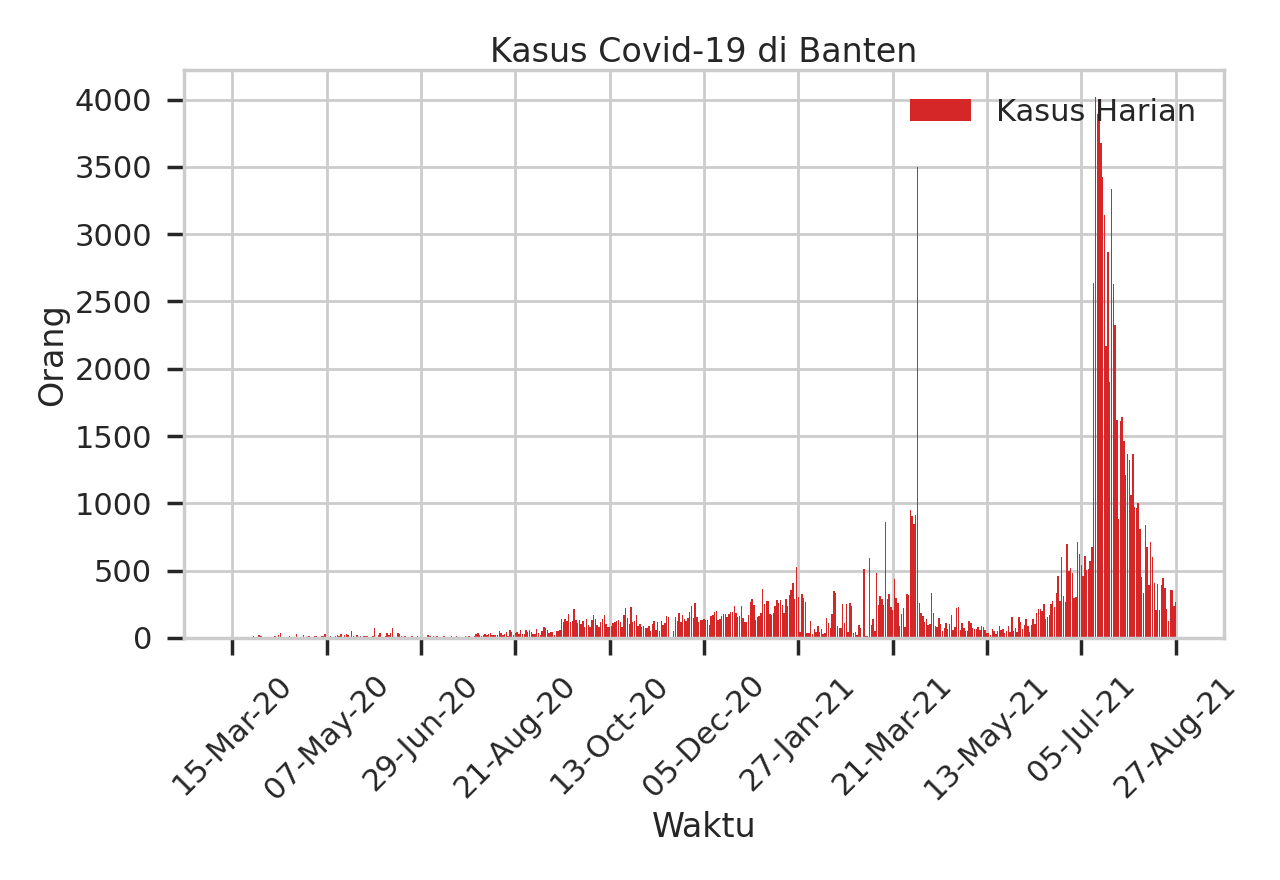 Kasus Covid-19 di Banten
Kasus Harian
Orang
4000
3500
3000
2500
2000
1500
1000
500
0
15-Mar-20
07-May-20
29-Jun-20
21-Aug-20
13-Oct-20
05-Dec-20
27-Jan-21
21-Mar-21
13-May-21
05-Jul-21
27-Aug-21
Waktu